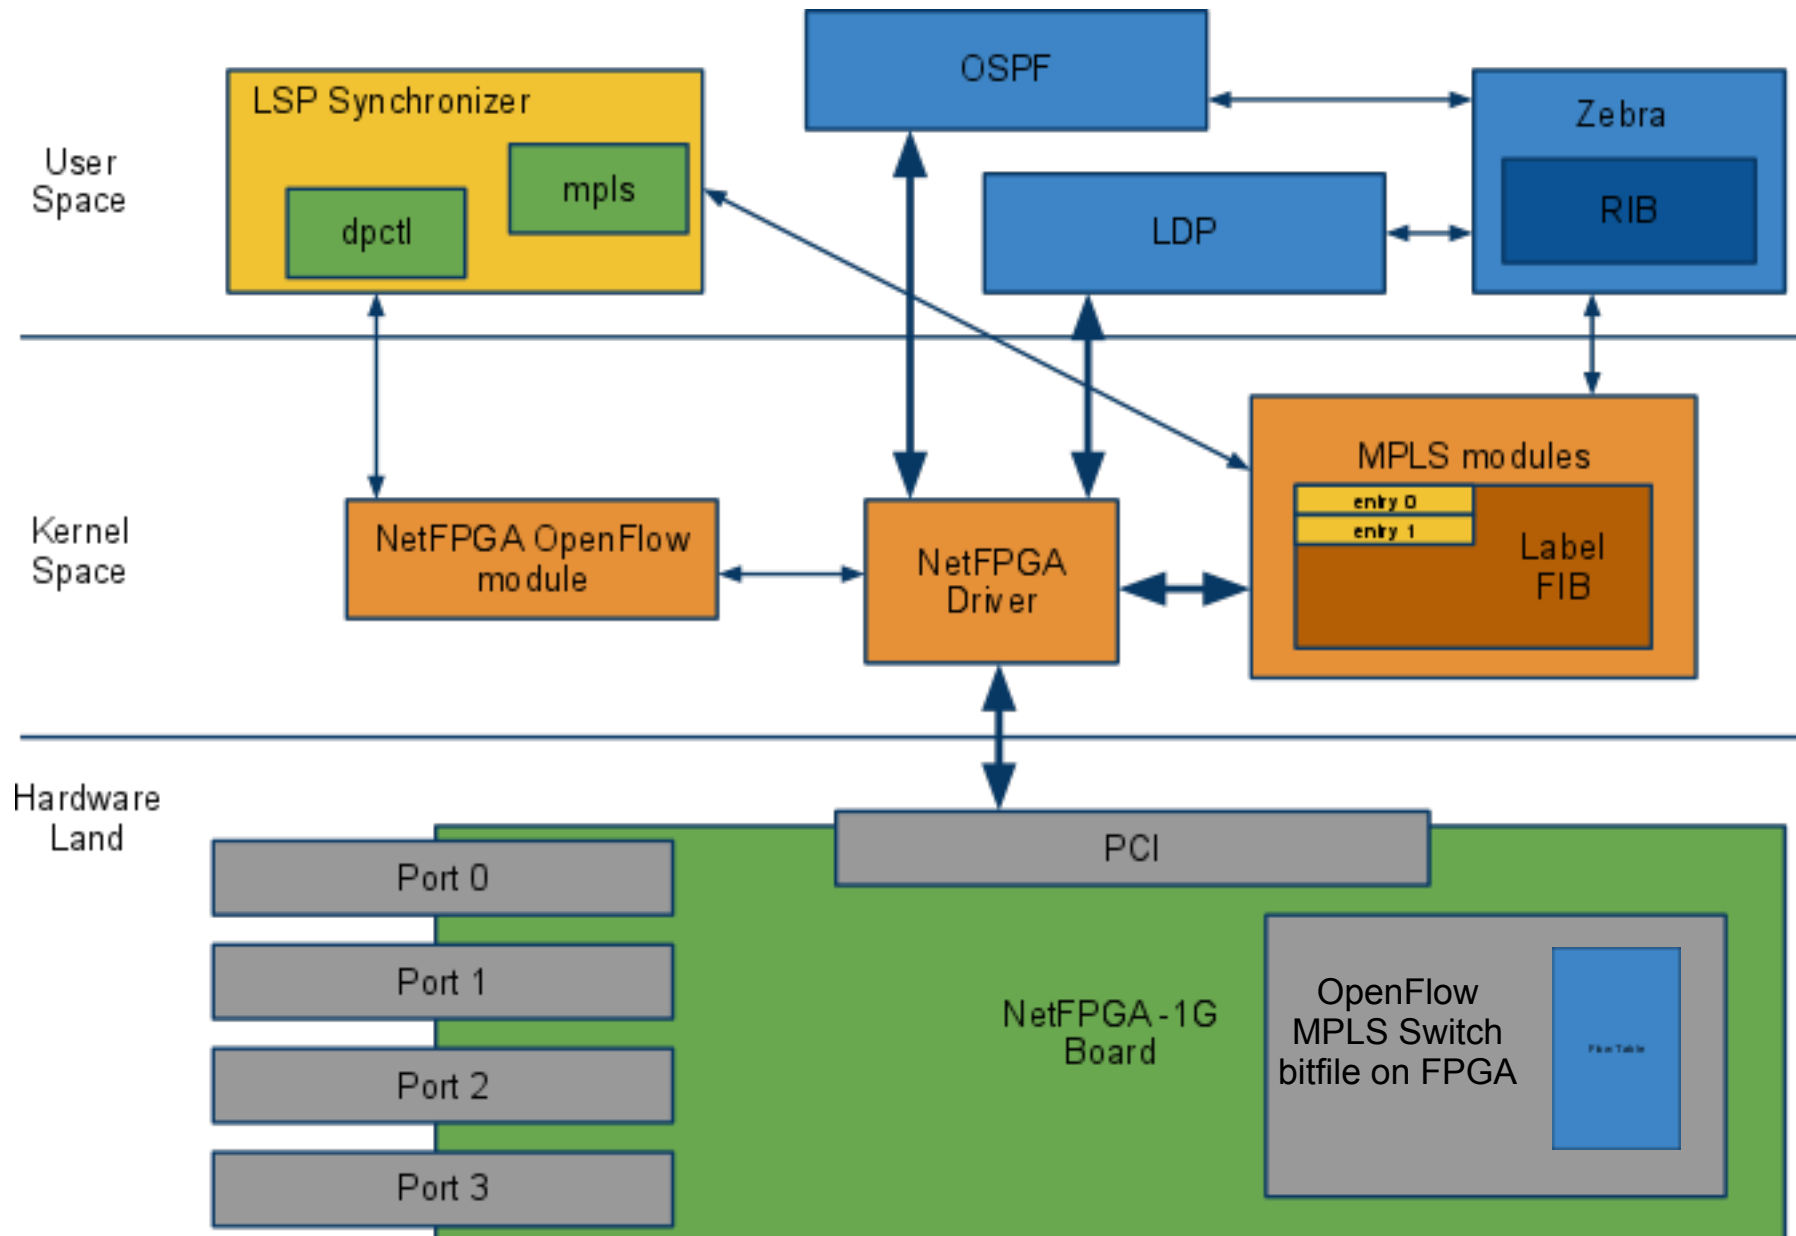 OSPF
LSP Synchronizer
Zebra
User
Space
mpls
dpctl
LDP
RIB
MPLS modules
entry 0
entry 1
Label
FIB
Kernel
Space
NetFPGA OpenFlow
module
NetFPGA
Driver
Hardware
Land
PCI
Port 0
Port 1
Port 2
Port 3
NetFPGA-1G
Board
OpenFlow
MPLS Switch
bitfile on FPGA
Flow Table